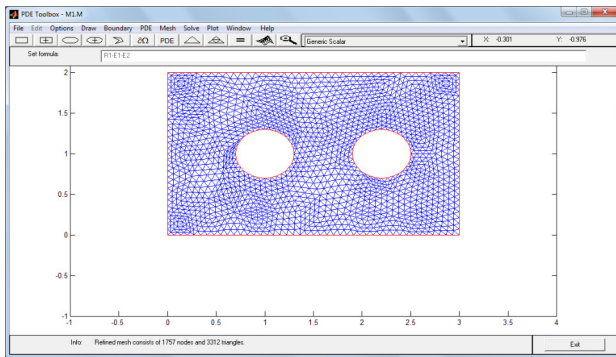 PDE Toolbox - M1.M
File Edit Options Draw Boundary PDE Mesh Solve Plot Window Help
∂Ω PDE = Generic Scalar X: -0.301 Y: -0.976
Set formula: R1-E1-E2
2
1.5
1
0.5
0
-0.5
-1
-1 -0.5 0 0.5 1 1.5 2 2.5 3 3.5 4
Info: Refined mesh consists of 1757 nodes and 3312 triangles. Exit